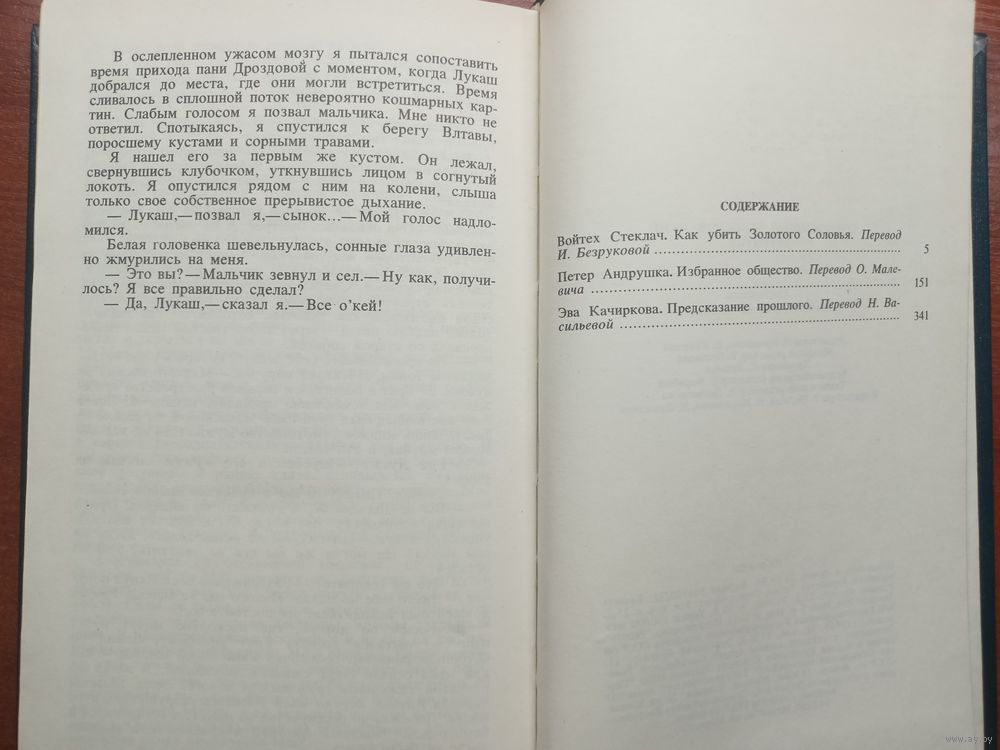 В ослепленном ужасом мозгу я пытался сопоставить
время прихода пани Дроздовой с моментом, когда Лукаш
добрался до места, где они могли встретиться. Время
сливалось в сплошной поток невероятно кошмарных кар-
тин. Слабым голосом я позвал мальчика. Мне никто не
ответил. Спотыкаясь, я спустился к берегу Влтавы,
поросшему кустами и сорными травами.
Я нашел его за первым же кустом. Он лежал,
свернувшись клубочком, уткнувшись лицом в согнутый
локоть. Я опустился рядом с ним на колени, слыша
только свое собственное прерывистое дыхание.
— Лукаш,—позвал я,—сынок...—Мой голос надло-
мился.
Белая головенка шевельнулась, сонные глаза удивлен-
но жмурились на меня.
— Это вы?—Мальчик зевнул и сел.—Ну как, получи-
лось? Я все правильно сделал?
— Да, Лукаш,—сказал я.—Все о'кей!
СОДЕРЖАНИЕ
Войтех Стеклач. Как убить Золотого Соловья. Перевод
И. Безруковой ........ 5
Петер Андрушка. Избранное общество. Перевод О. Мале-
вича ........ 151
Эва Качиркова. Предсказание прошлого. Перевод Н. Ва-
сильевой ........ 341
www.ay.by